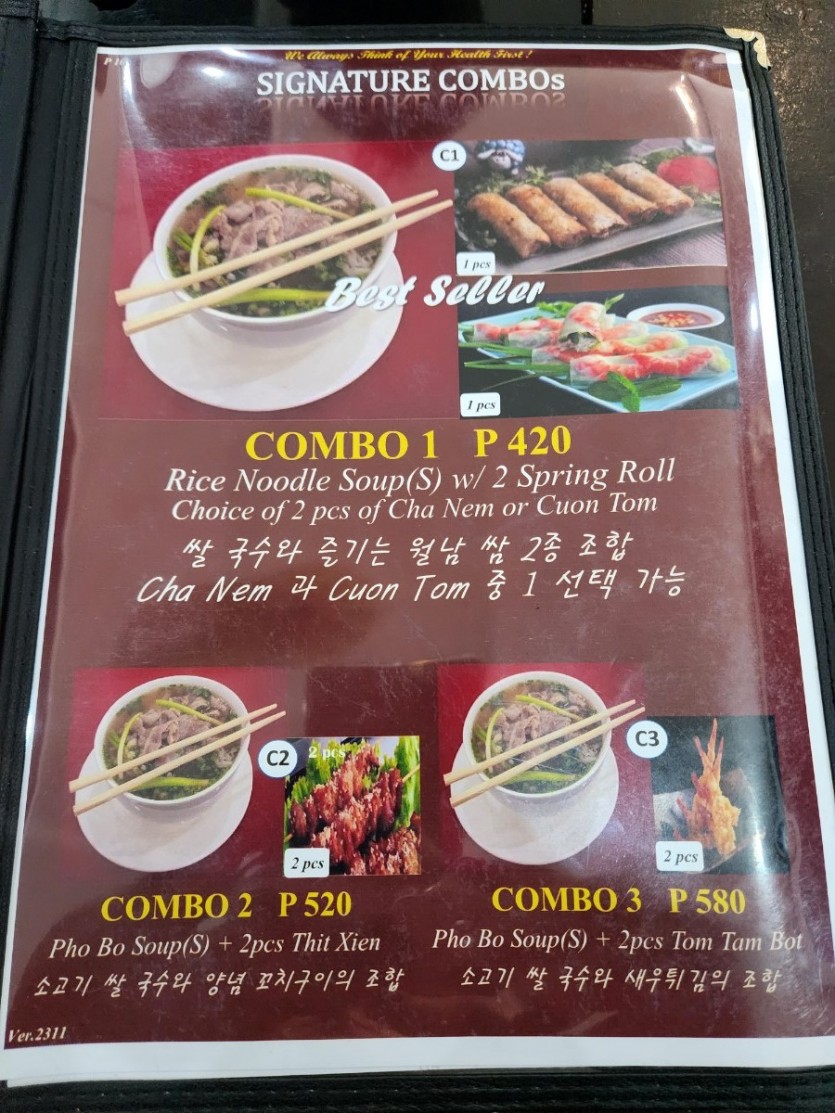 We Always Think of Your Health First !
SIGNATURE COMBOs
C1
1 pcs
Best Seller
1 pcs
COMBO 1 P 420
Rice Noodle Soup(S) w/ 2 Spring Roll
Choice of 2 pcs of Cha Nem or Cuon Tom
쌀 국수와 즐기는 월남 쌈 2종 조합
Cha Nem 과 Cuon Tom 중 1 선택 가능
C2
2 pcs
2 pcs
COMBO 2 P 520
Pho Bo Soup(S) + 2pcs Thit Xien
소고기 쌀 국수와 양념 꼬치구이의 조합
C3
2 pcs
COMBO 3 P 580
Pho Bo Soup(S) + 2pcs Tom Tam Bot
소고기 쌀 국수와 새우튀김의 조합
Ver.2311